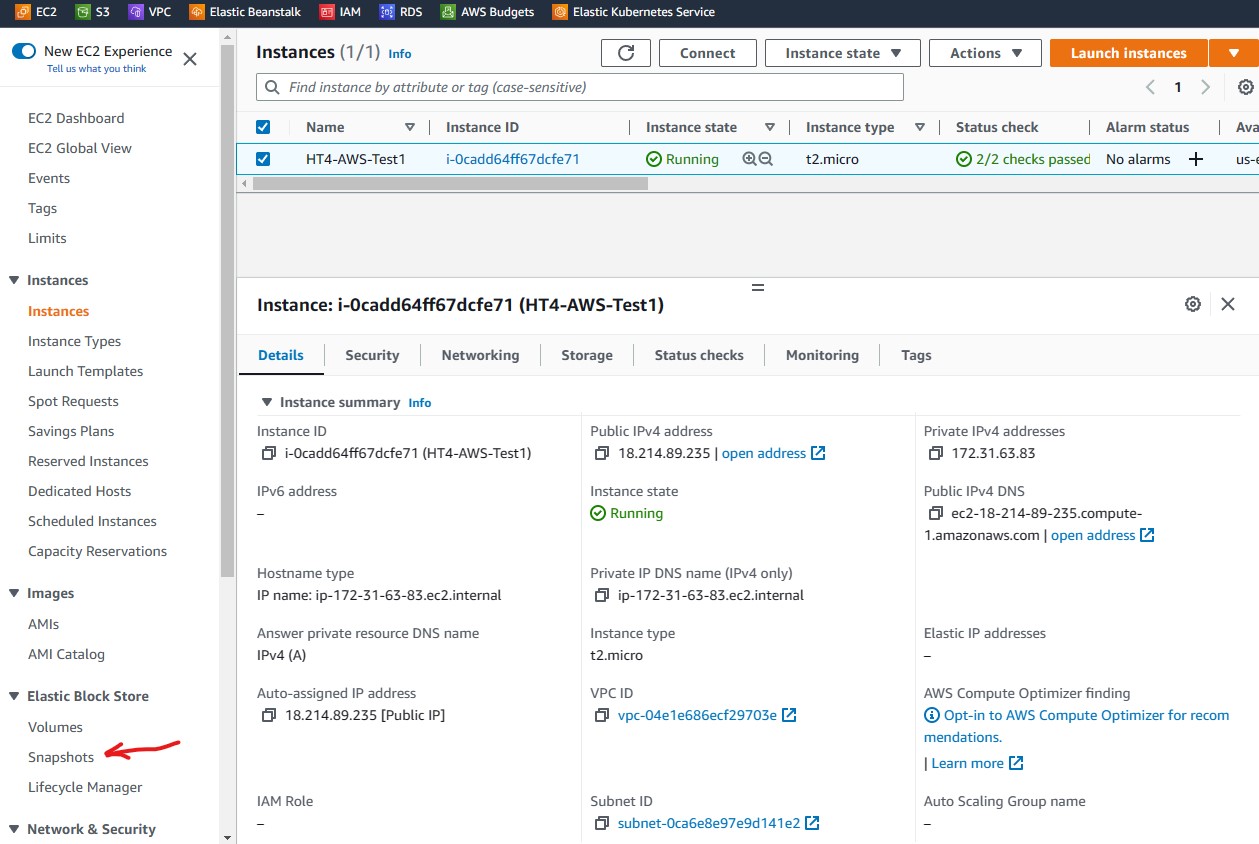 EC2 S3 VPC Elastic Beanstalk IAM RDS AWS Budgets Elastic Kubernetes Service
New EC2 Experience
Tell us what you think
EC2 Dashboard
EC2 Global View
Events
Tags
Limits
Instances
Instances
Instance Types
Launch Templates
Spot Requests
Savings Plans
Reserved Instances
Dedicated Hosts
Scheduled Instances
Capacity Reservations
Images
AMIs
AMI Catalog
Elastic Block Store
Volumes
Snapshots
Lifecycle Manager
Network & Security
Instances (1/1) Info
Connect
Instance state
Actions
Launch instances
Find instance by attribute or tag (case-sensitive)
1
Name Instance ID Instance state Instance type Status check Alarm status Ava
HT4-AWS-Test1 i-0cadd64ff67dcfe71 Running t2.micro 2/2 checks passed No alarms us-e
Instance: i-0cadd64ff67dcfe71 (HT4-AWS-Test1)
Details Security Networking Storage Status checks Monitoring Tags
Instance summary Info
Instance ID
i-0cadd64ff67dcfe71 (HT4-AWS-Test1)
Public IPv4 address
18.214.89.235 | open address
Private IPv4 addresses
172.31.63.83
IPv6 address
–
Instance state
Running
Public IPv4 DNS
ec2-18-214-89-235.compute-
1.amazonaws.com | open address
Hostname type
IP name: ip-172-31-63-83.ec2.internal
Private IP DNS name (IPv4 only)
ip-172-31-63-83.ec2.internal
Answer private resource DNS name
IPv4 (A)
Instance type
t2.micro
Elastic IP addresses
–
Auto-assigned IP address
18.214.89.235 [Public IP]
VPC ID
vpc-04e1e686ecf29703e
AWS Compute Optimizer finding
Opt-in to AWS Compute Optimizer for recom
mendations.
| Learn more
IAM Role
–
Subnet ID
subnet-0ca6e8e97e9d141e2
Auto Scaling Group name
–